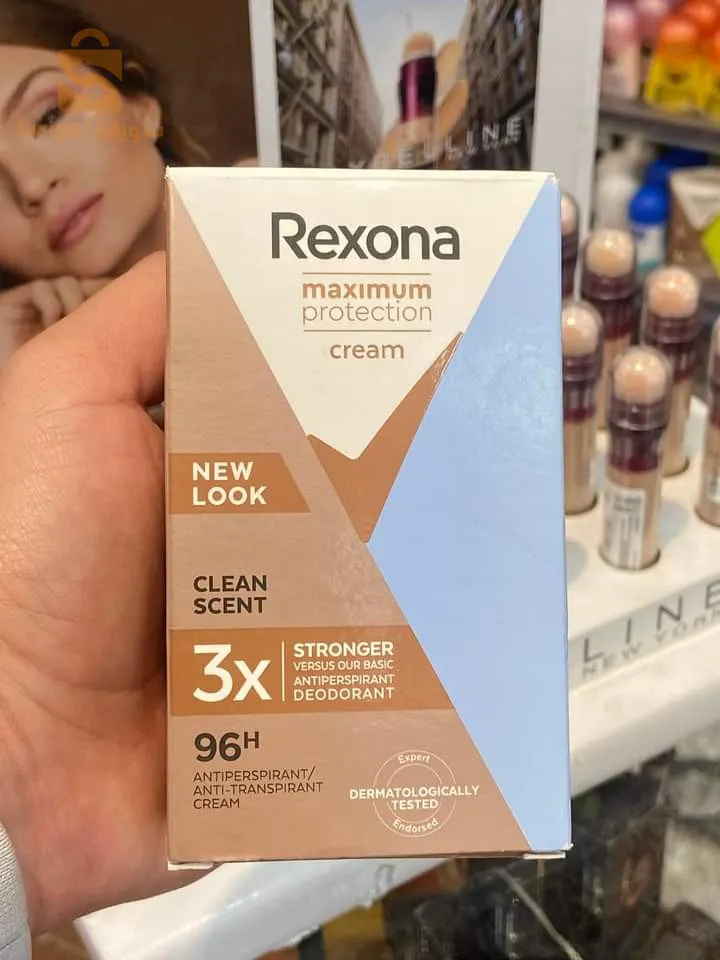 Rexona
maximum
protection
cream
NEW
LOOK
CLEAN
SCENT
3x
STRONGER
VERSUS OUR BASIC
ANTIPERSPIRANT
DEODORANT
96H
ANTIPERSPIRANT/
ANTI-TRANSPIRANT
CREAM
Expert
DERMATOLOGICALLY
TESTED
Endorsed
LINE
NEW YORK